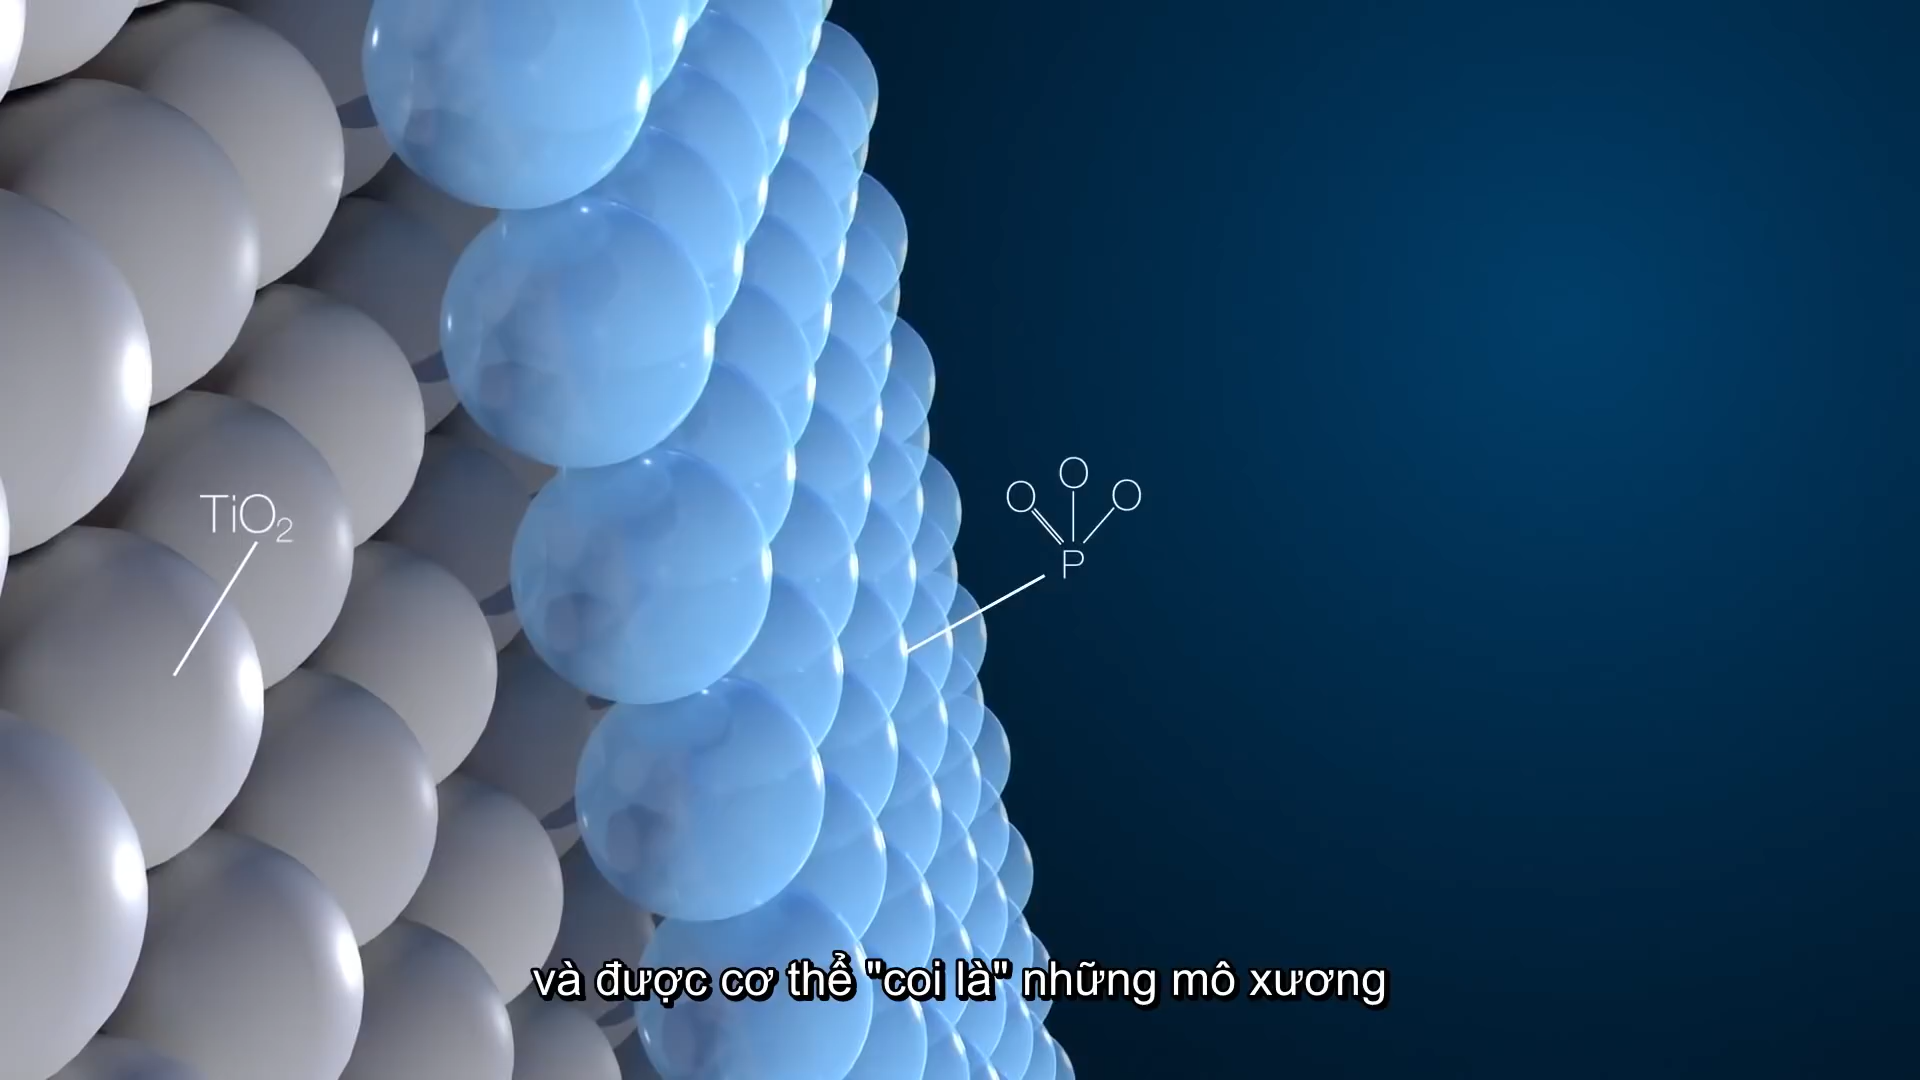 TiO₂
O O O
P
và được cơ thể "coi là" những mô xương